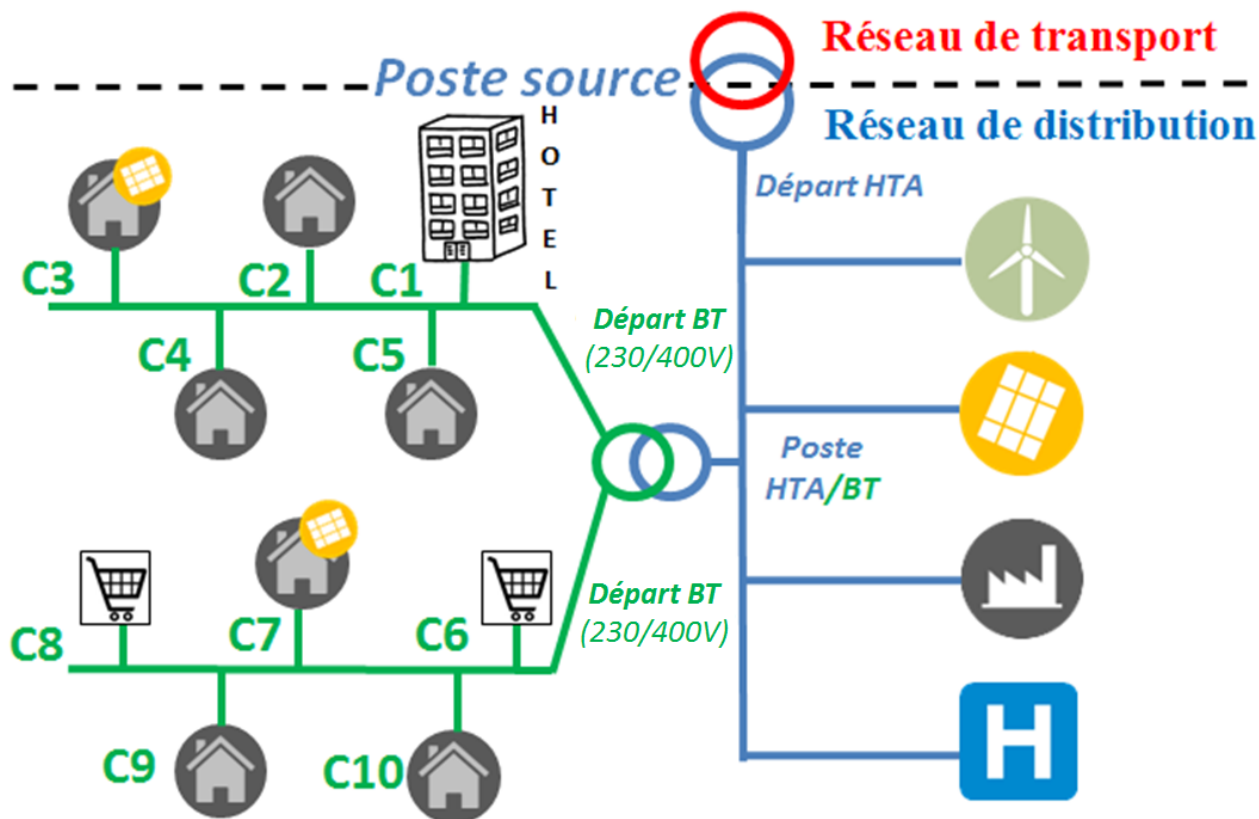 Réseau de transport
Poste source
Réseau de distribution
HOTEL
Départ HTA
C3
C2
C1
C4
C5
Départ BT
(230/400V)
Poste
HTA/BT
Départ BT
(230/400V)
C8
C7
C6
C9
C10
H